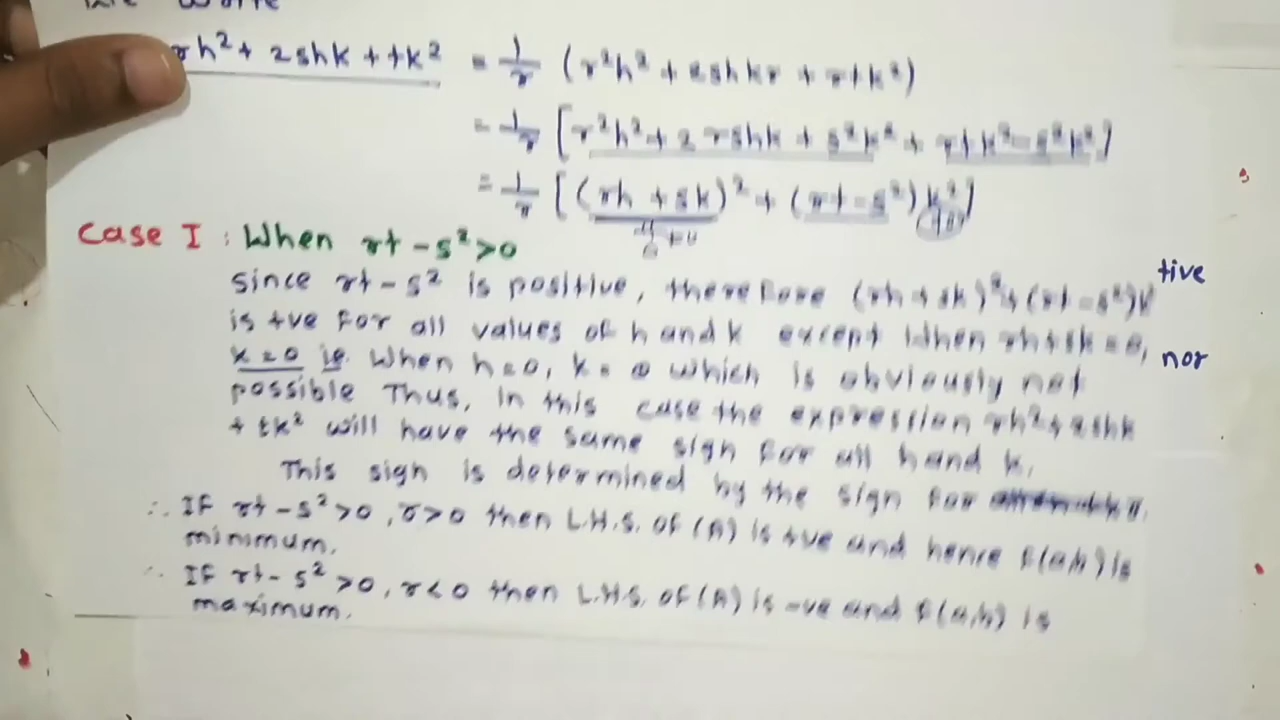 We write
rh² + 2shk + tk² = 1/r (r²h² + 2shkr + rtk²)
= 1/r [r²h² + 2rshk + s²k² + rtk² - s²k²]
= 1/r [(rh + sk)² + (rt - s²)k²]
Case I : When rt - s² > 0
Since rt - s² is positive, therefore (rh + sk)² + (rt - s²)k² tive
is +ve for all values of h and k except when rh + sk = 0,
k = 0 ie. when h = 0, k = 0 which is obviously not nor
possible Thus, in this case the expression rh² + 2shk
+ tk² will have the same sign for all h and k.
This sign is determined by the sign for
∴ If rt - s² > 0, r > 0 then L.H.S. of (A) is +ve and hence f(a,b) is
minimum.
∴ If rt - s² > 0, r < 0 then L.H.S. of (A) is -ve and f(a,b) is
maximum.